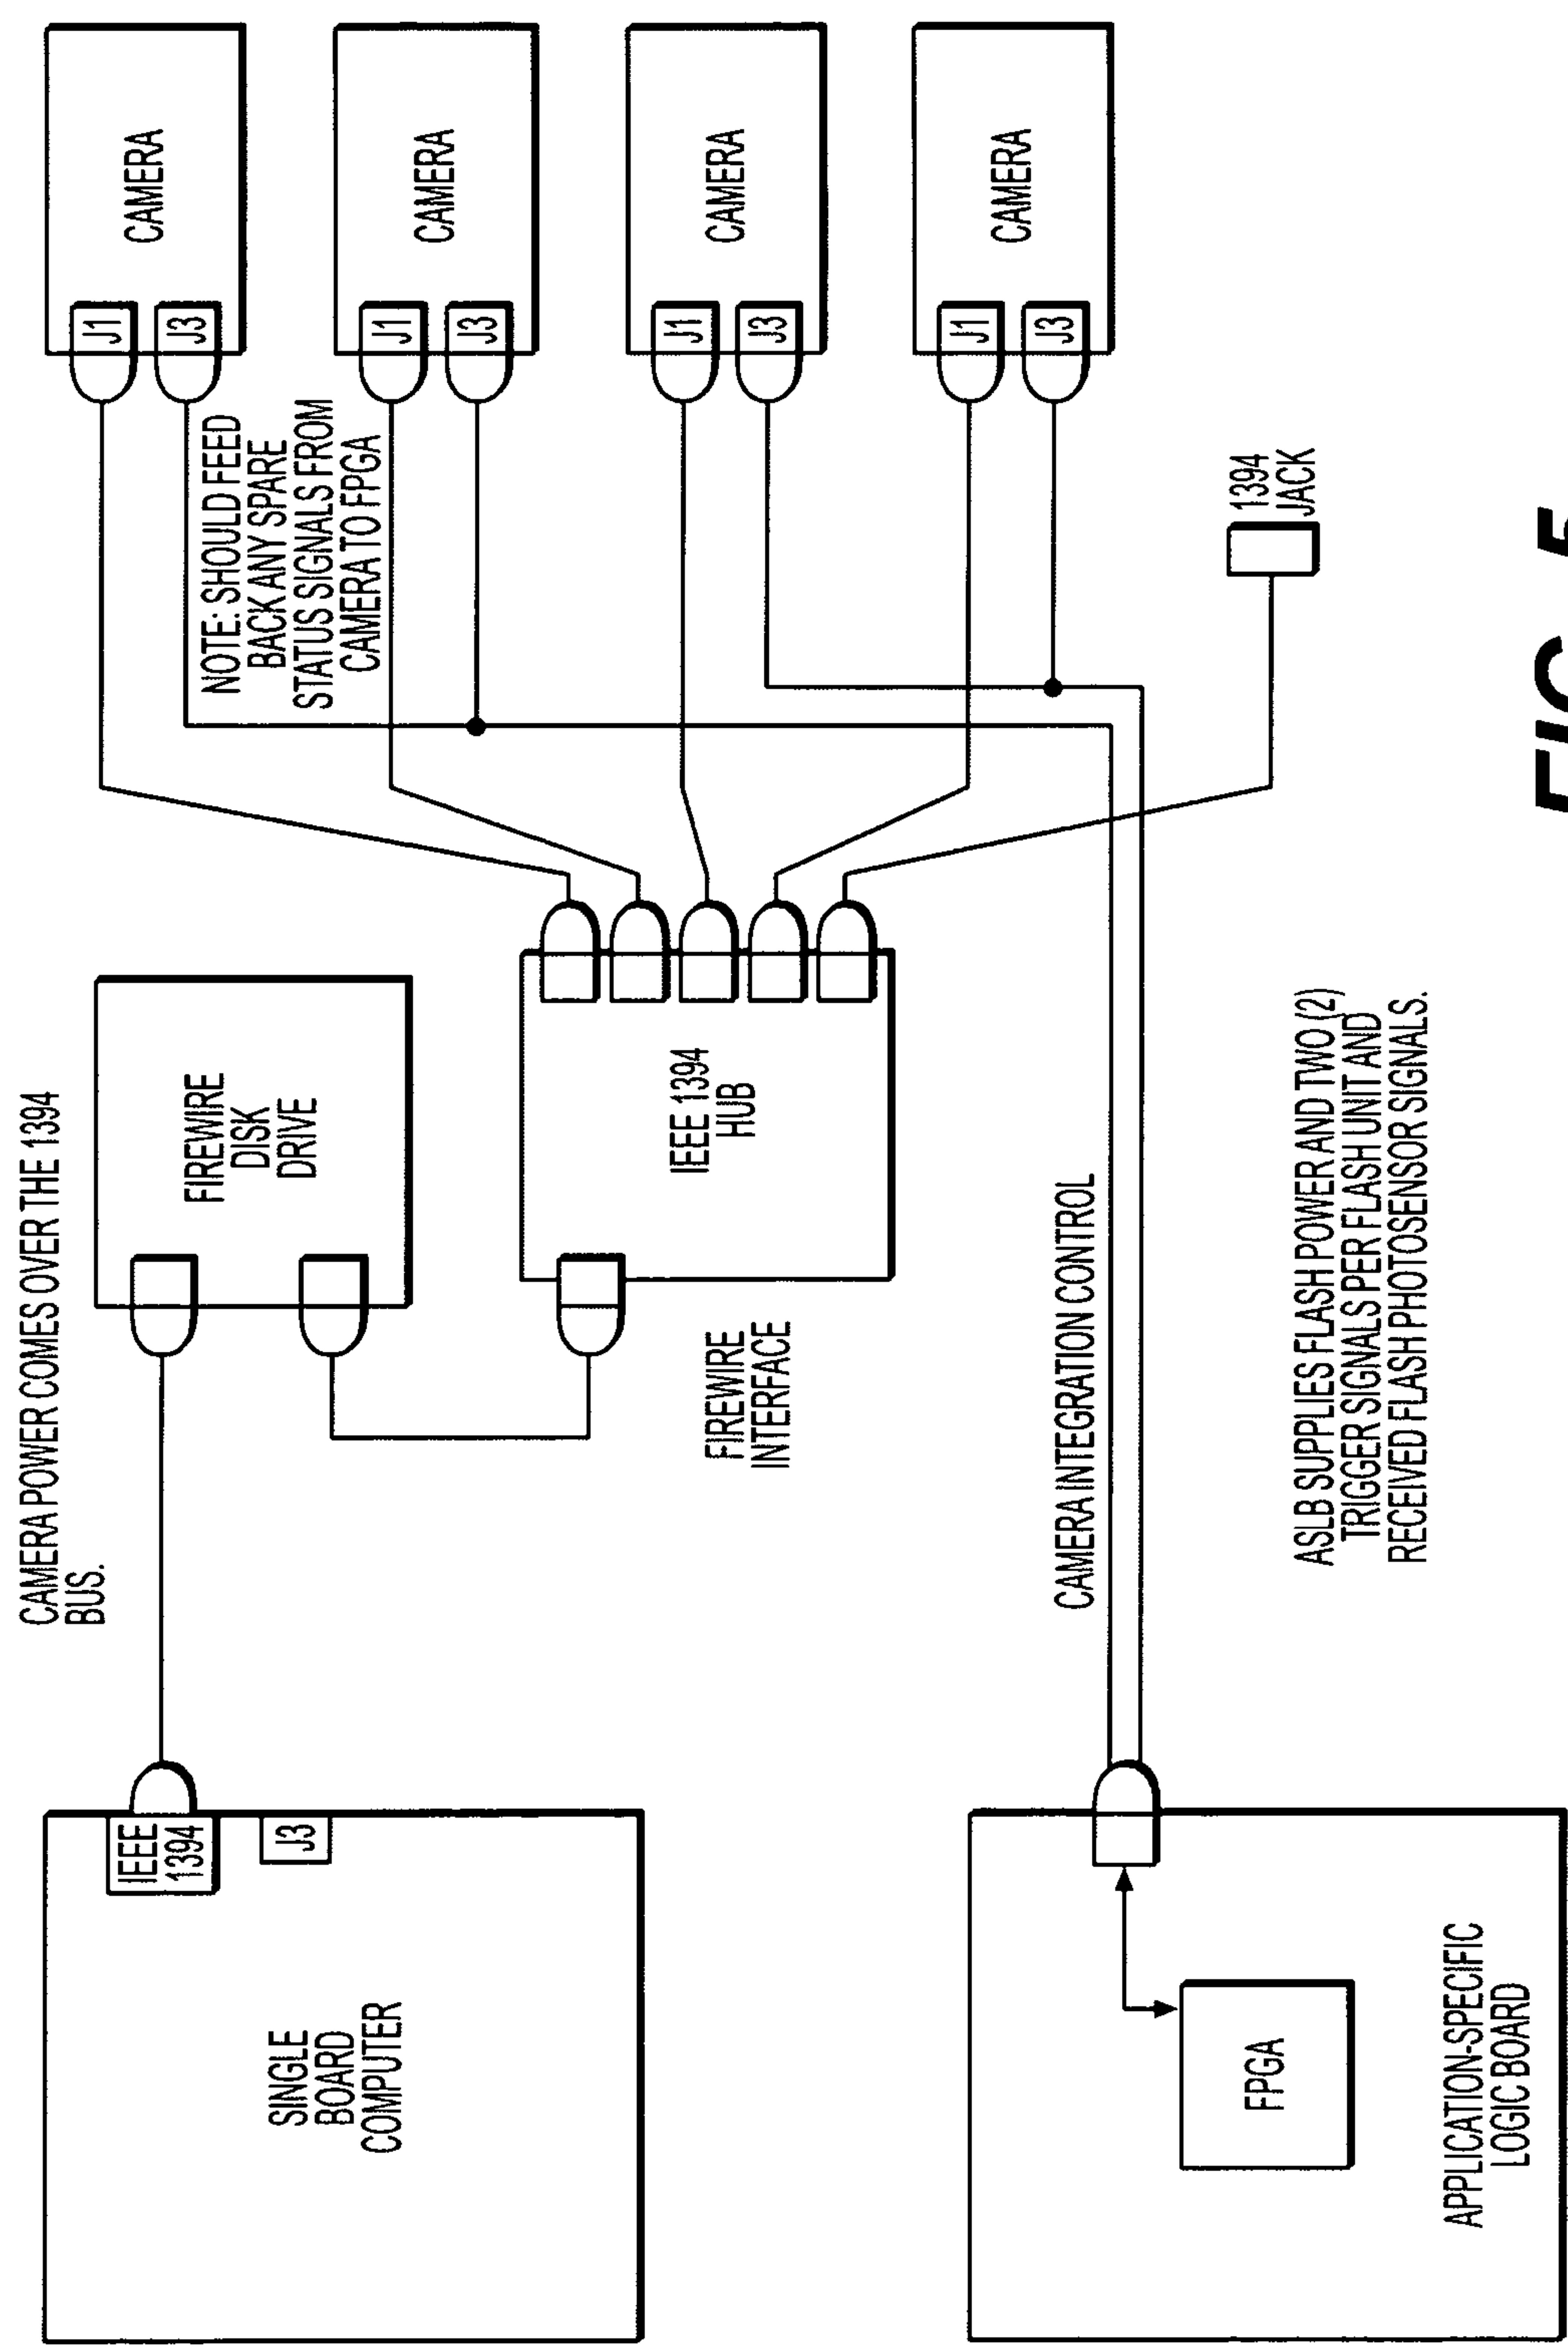 CAMERA POWER COMES OVER THE 1394
BUS.
SINGLE
BOARD
COMPUTER
IEEE
1394
J3
FIREWIRE
DISK
DRIVE
IEEE 1394
HUB
FIREWIRE
INTERFACE
J1
J3
CAMERA
NOTE: SHOULD FEED
BACK ANY SPARE
STATUS SIGNALS FROM
CAMERA TO FPGA
J1
J3
CAMERA
J1
J3
CAMERA
J1
J3
CAMERA
1394
JACK
CAMERA INTEGRATION CONTROL
FPGA
APPLICATION-SPECIFIC
LOGIC BOARD
ASLB SUPPLIES FLASH POWER AND TWO (2)
TRIGGER SIGNALS PER FLASH UNIT AND
RECEIVED FLASH PHOTOSENSOR SIGNALS.
FIG. 5